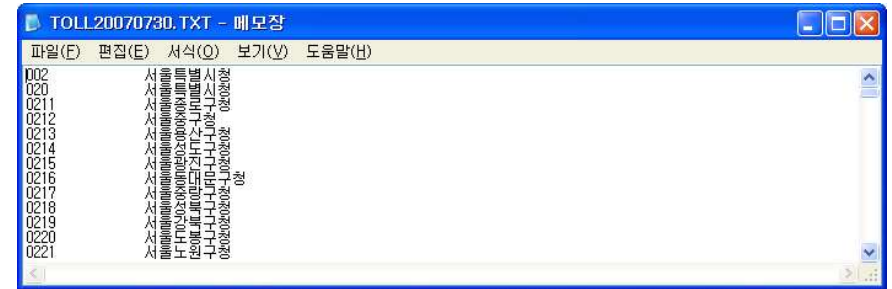 TOLL20070730.TXT - 메모장
파일(F) 편집(E) 서식(O) 보기(V) 도움말(H)
002 서울특별시청
020 서울특별시청
0211 서울종로구청
0212 서울중구청
0213 서울용산구청
0214 서울성도구청
0215 서울광진구청
0216 서울동대문구청
0217 서울중랑구청
0218 서울성북구청
0219 서울강북구청
0220 서울도봉구청
0221 서울노원구청